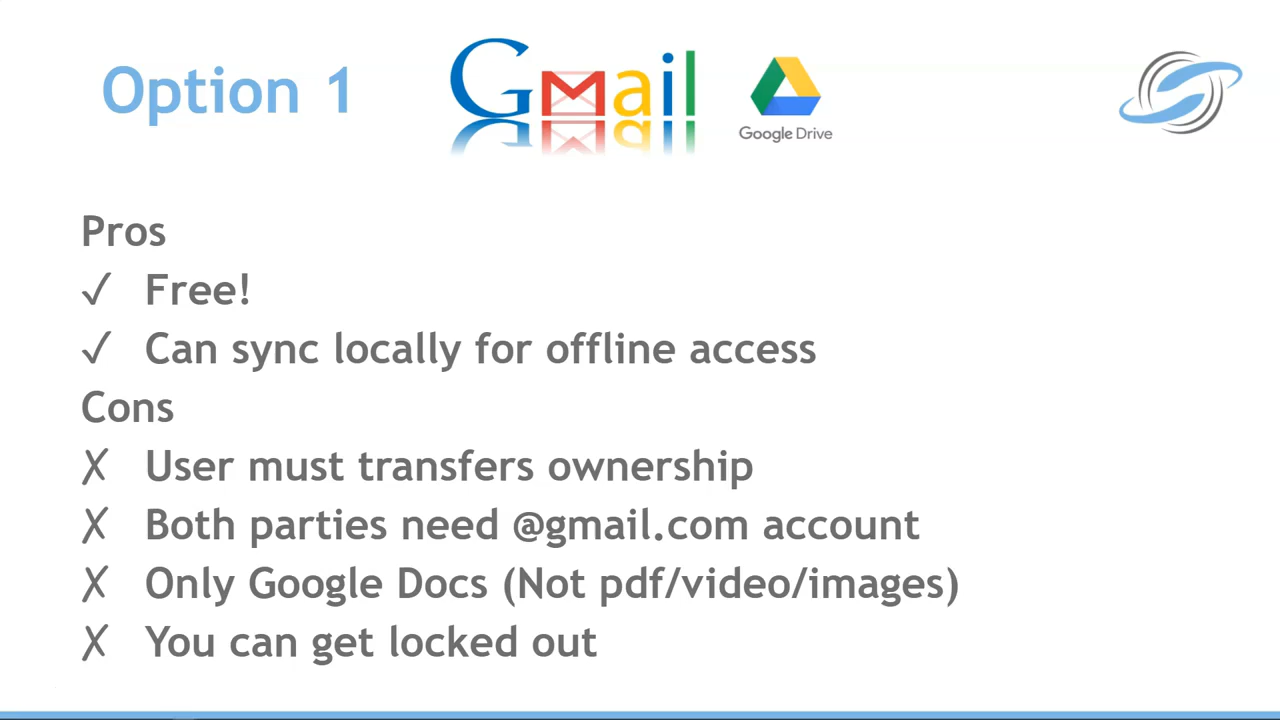 Option 1
Gmail
Google Drive
Pros
✓ Free!
✓ Can sync locally for offline access
Cons
✗ User must transfers ownership
✗ Both parties need @gmail.com account
✗ Only Google Docs (Not pdf/video/images)
✗ You can get locked out